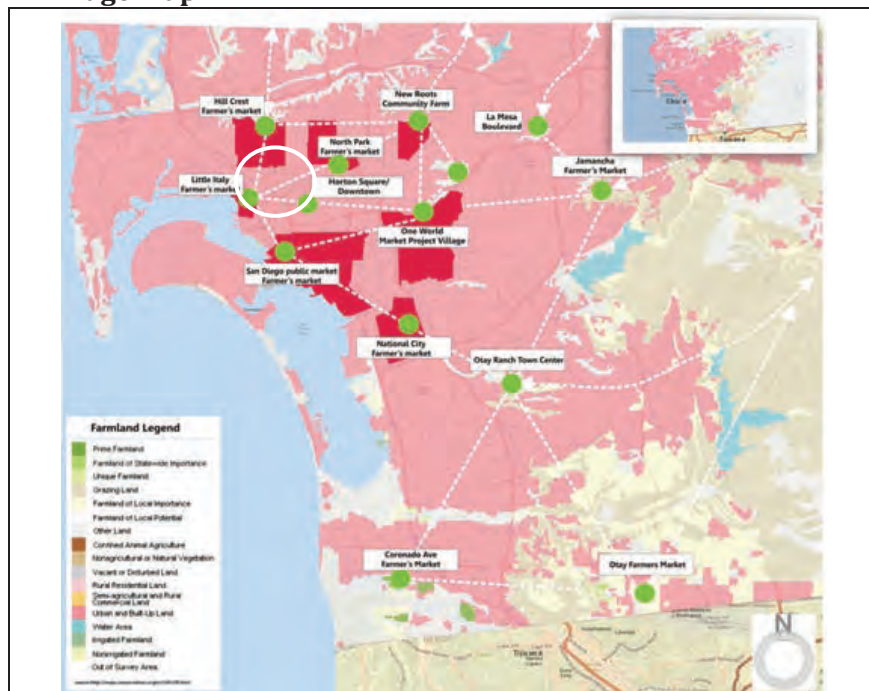 Hill Crest
Farmer's market
New Roots
Community Farm
La Mesa
Boulevard
North Park
Farmer's market
Jamancha
Farmer's Market
Little Italy
Farmer's market
Horton Square/
Downtown
One World
Market Project Village
San Diego public market
Farmer's market
National City
Farmer's market
Otay Ranch Town Center
Coronado Ave
Farmer's Market
Otay Farmers Market
Tijuana
N
Farmland Legend
Prime Farmland
Farmland of Statewide Importance
Unique Farmland
Grazing Land
Farmland of Local Importance
Farmland of Local Potential
Other Land
Confined Animal Agriculture
Nonagricultural or Natural Vegetation
Vacant or Disturbed Land
Rural Residential Land
Semi-agricultural and Rural
Commercial Land
Urban and Built-Up Land
Water Area
Irrigated Farmland
Nonirrigated Farmland
Out of Survey Area